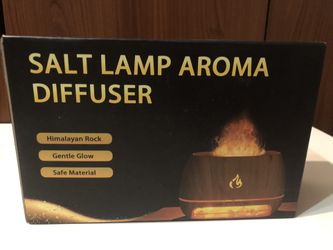 SALT LAMP AROMA
DIFFUSER
Himalayan Rock
Gentle Glow
Safe Material